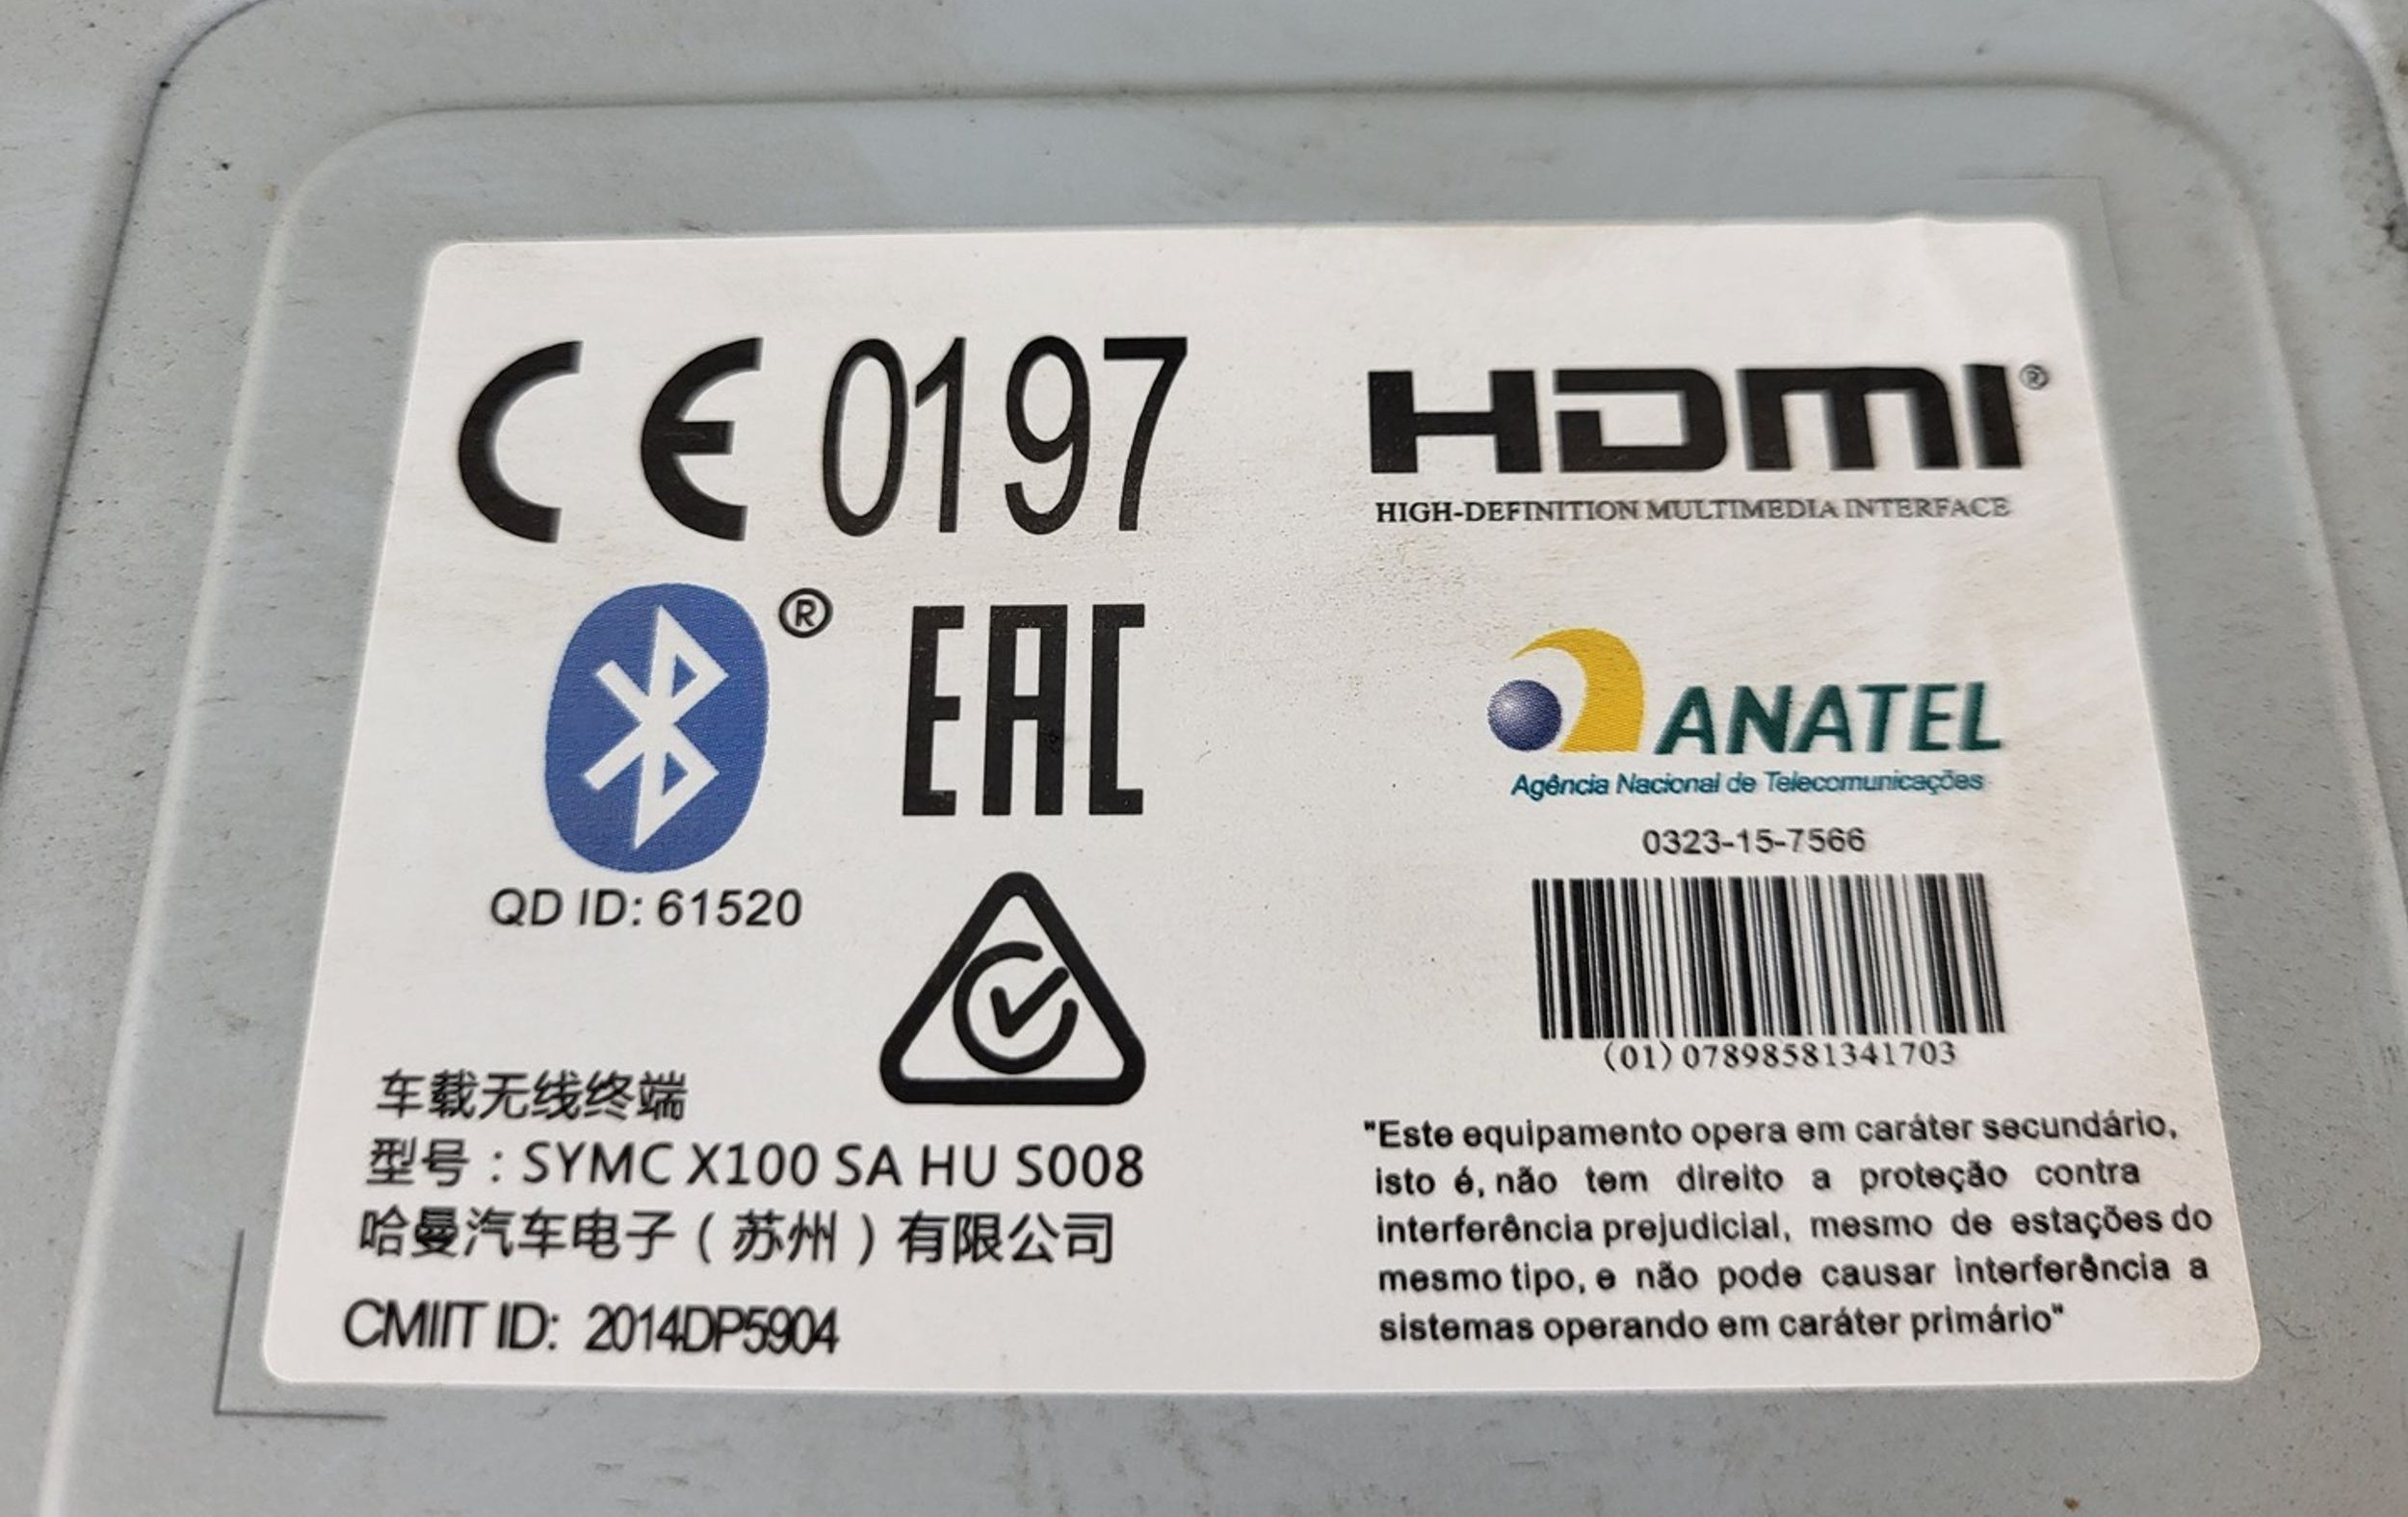 CE 0197
HDMI®
HIGH-DEFINITION MULTIMEDIA INTERFACE
®
EAC
QD ID: 61520
ANATEL
Agência Nacional de Telecomunicações
0323-15-7566
(01)07898581341703
车载无线终端
型号：SYMC X100 SA HU S008
哈曼汽车电子（苏州）有限公司
CMIIT ID: 2014DP5904
"Este equipamento opera em caráter secundário,
isto é, não tem direito a proteção contra
interferência prejudicial, mesmo de estações do
mesmo tipo, e não pode causar interferência a
sistemas operando em caráter primário"